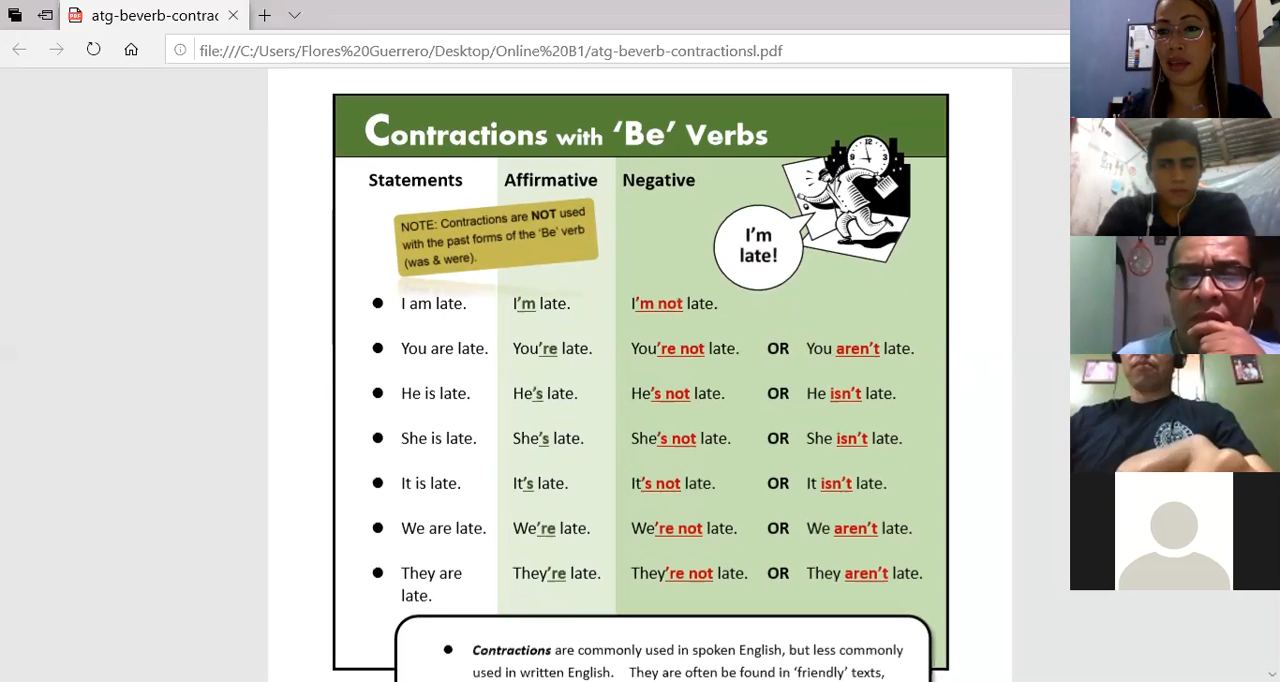 atg-beverb-contrac
file:///C:/Users/Flores%20Guerrero/Desktop/Online%20B1/atg-beverb-contractionsl.pdf
Contractions with ‘Be’ Verbs
Statements Affirmative Negative
NOTE: Contractions are NOT used
with the past forms of the ‘Be’ verb
(was & were).
I’m
late!
● I am late. I’m late. I’m not late.
● You are late. You’re late. You’re not late. OR You aren’t late.
● He is late. He’s late. He’s not late. OR He isn’t late.
● She is late. She’s late. She’s not late. OR She isn’t late.
● It is late. It’s late. It’s not late. OR It isn’t late.
● We are late. We’re late. We’re not late. OR We aren’t late.
● They are They’re late. They’re not late. OR They aren’t late.
late.
● Contractions are commonly used in spoken English, but less commonly
used in written English. They are often be found in ‘friendly’ texts,